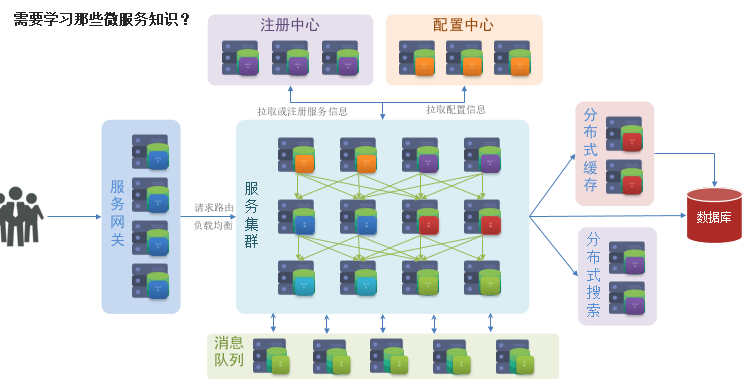 需要学习那些微服务知识？
注册中心
配置中心
拉取或注册服务信息
拉取配置信息
服务网关
请求路由
负载均衡
服务集群
分布式缓存
数据库
分布式搜索
消息
队列